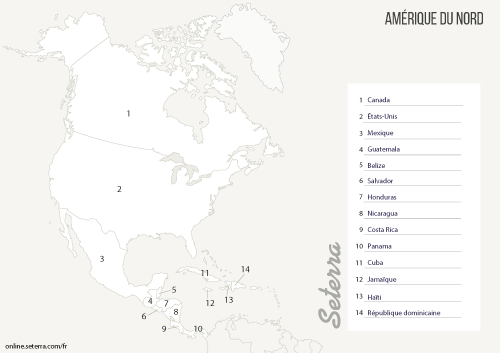 AMÉRIQUE DU NORD
1 Canada
2 États-Unis
3 Mexique
4 Guatemala
5 Belize
6 Salvador
7 Honduras
8 Nicaragua
9 Costa Rica
10 Panama
11 Cuba
12 Jamaïque
13 Haïti
14 République dominicaine
1
2
3
4
5
6
7
8
9
10
11
12
13
14
Seterra
online.seterra.com/fr